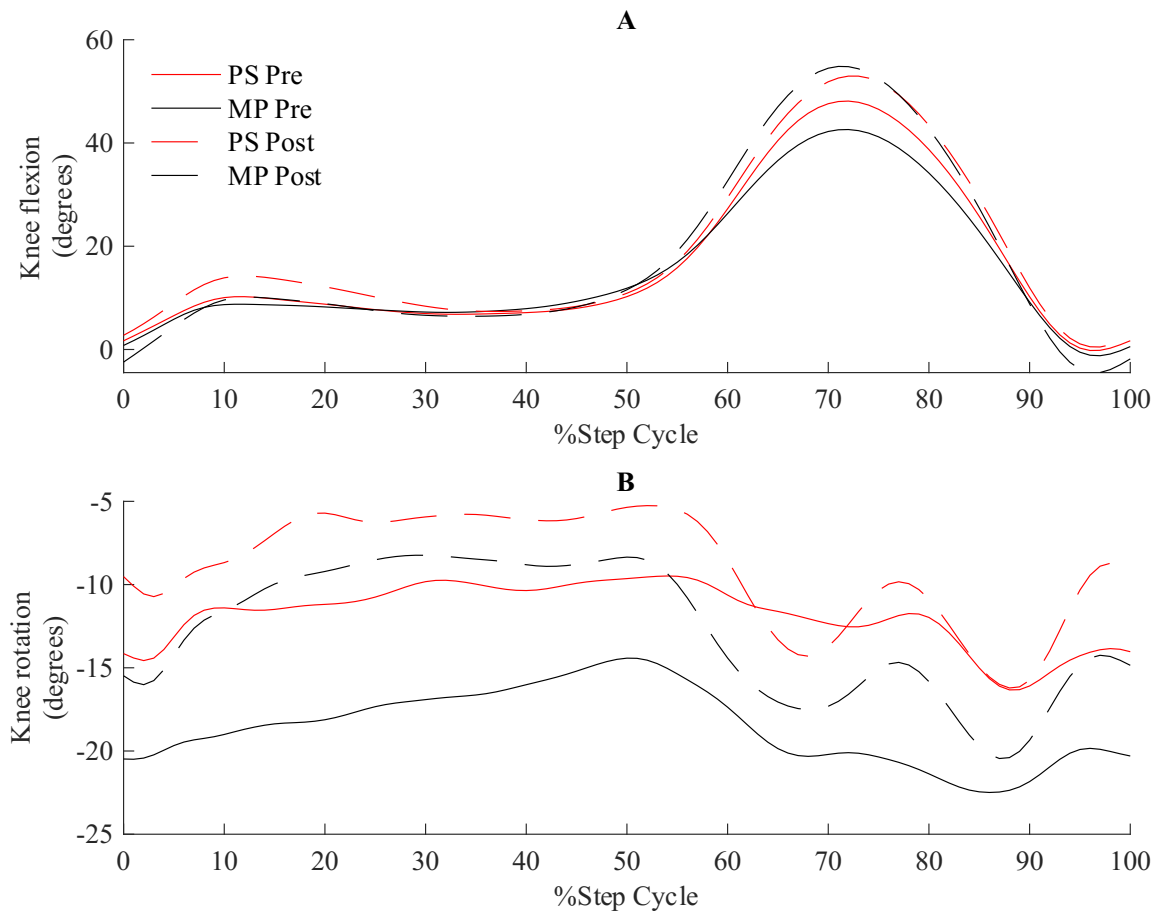 A
60
40
20
0
Knee flexion
(degrees)
PS Pre
MP Pre
PS Post
MP Post
0 10 20 30 40 50 60 70 80 90 100
%Step Cycle
B
-5
-10
-15
-20
-25
Knee rotation
(degrees)
0 10 20 30 40 50 60 70 80 90 100
%Step Cycle